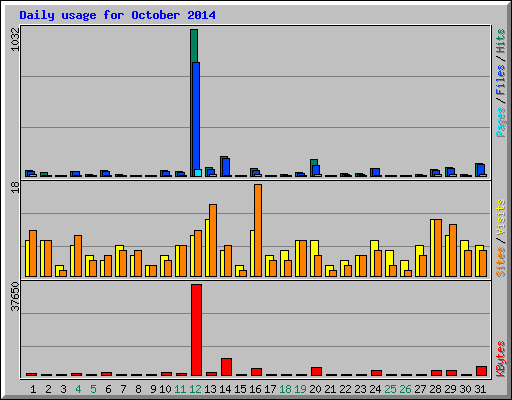 Daily usage for October 2014
1032
Pages / Files / Hits
18
Sites / Visits
37650
KBytes
1 2 3 4 5 6 7 8 9 10 11 12 13 14 15 16 17 18 19 20 21 22 23 24 25 26 27 28 29 30 31